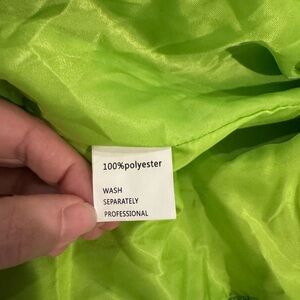 100%polyester
WASH
SEPARATELY
PROFESSIONAL